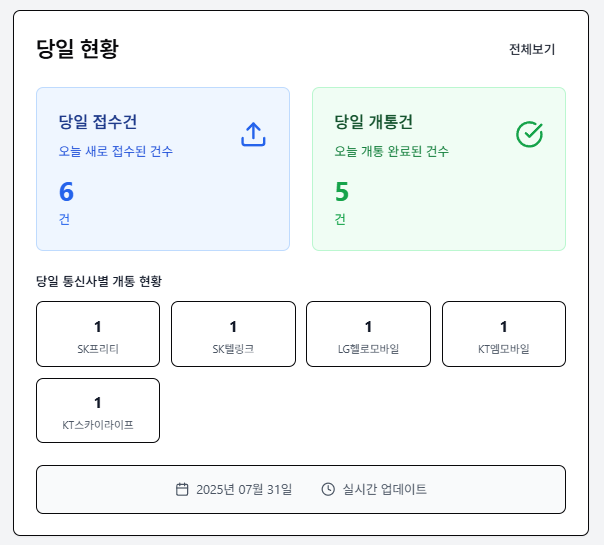 당일 현황
전체보기
당일 접수건
오늘 새로 접수된 건수
6
건
당일 개통건
오늘 개통 완료된 건수
5
건
당일 통신사별 개통 현황
1
SK프리티
1
SK텔링크
1
LG헬로모바일
1
KT엠모바일
1
KT스카이라이프
2025년 07월 31일
실시간 업데이트